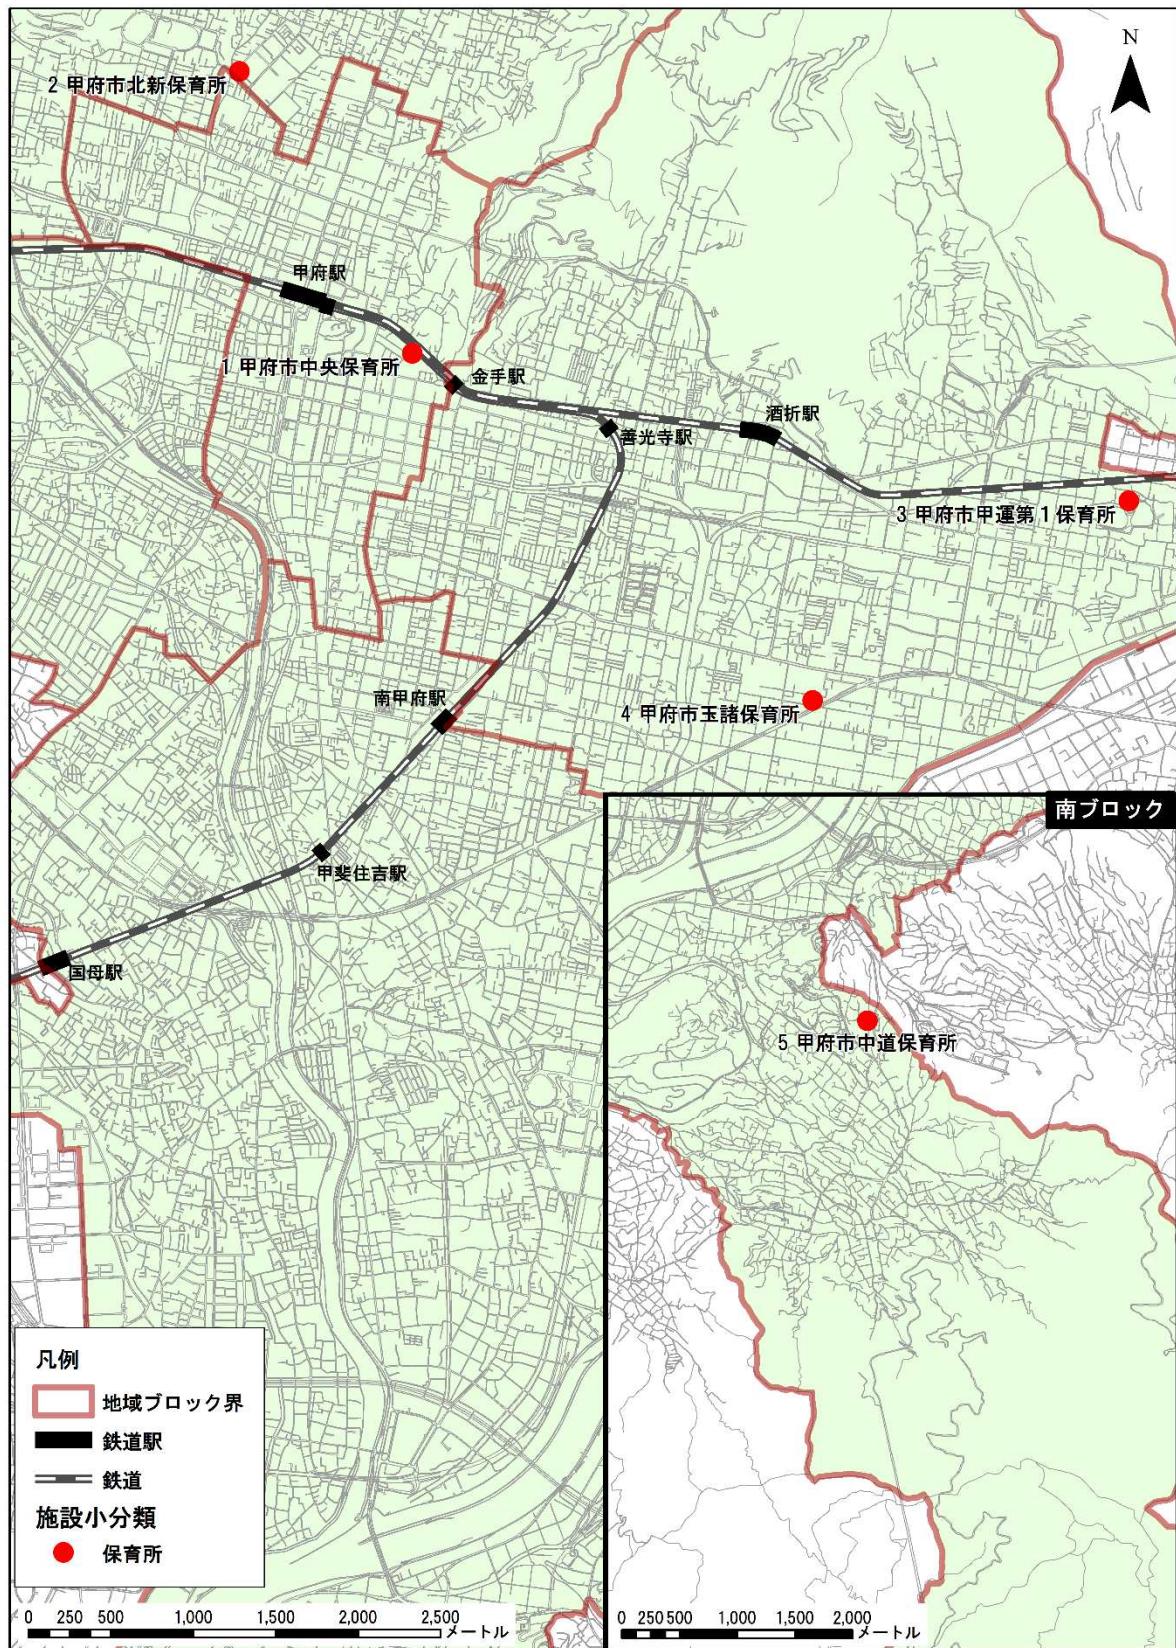 N
2 甲府市北新保育所
甲府駅
1 甲府市中央保育所
金手駅
酒折駅
善光寺駅
3 甲府市甲運第1保育所
南甲府駅
4 甲府市玉諸保育所
南ブロック
甲斐住吉駅
国母駅
5 甲府市中道保育所
凡例
地域ブロック界
鉄道駅
鉄道
施設小分類
保育所
0 250 500 1,000 1,500 2,000 2,500 メートル
0 250 500 1,000 1,500 2,000 メートル